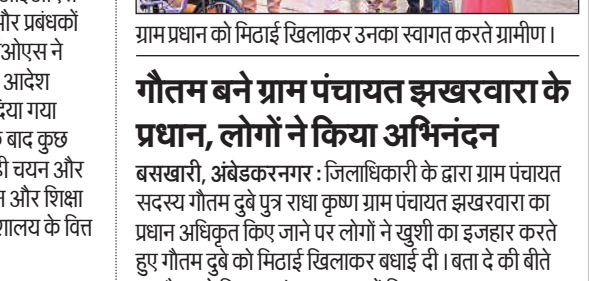 और प्रबंधकों
ओएस ने
आदेश
दिया गया
के बाद कुछ
ही चयन और
न और शिक्षा
शालय के वित्त
ग्राम प्रधान को मिठाई खिलाकर उनका स्वागत करते ग्रामीण ।
गौतम बने ग्राम पंचायत झखरवारा के
प्रधान, लोगों ने किया अभिनंदन
बसखारी, अंबेडकरनगर : जिलाधिकारी के द्वारा ग्राम पंचायत
सदस्य गौतम दुबे पुत्र राधा कृष्ण ग्राम पंचायत झखरवारा का
प्रधान अधिकृत किए जाने पर लोगों ने खुशी का इजहार करते
हुए गौतम दुबे को मिठाई खिलाकर बधाई दी । बता दे की बीते